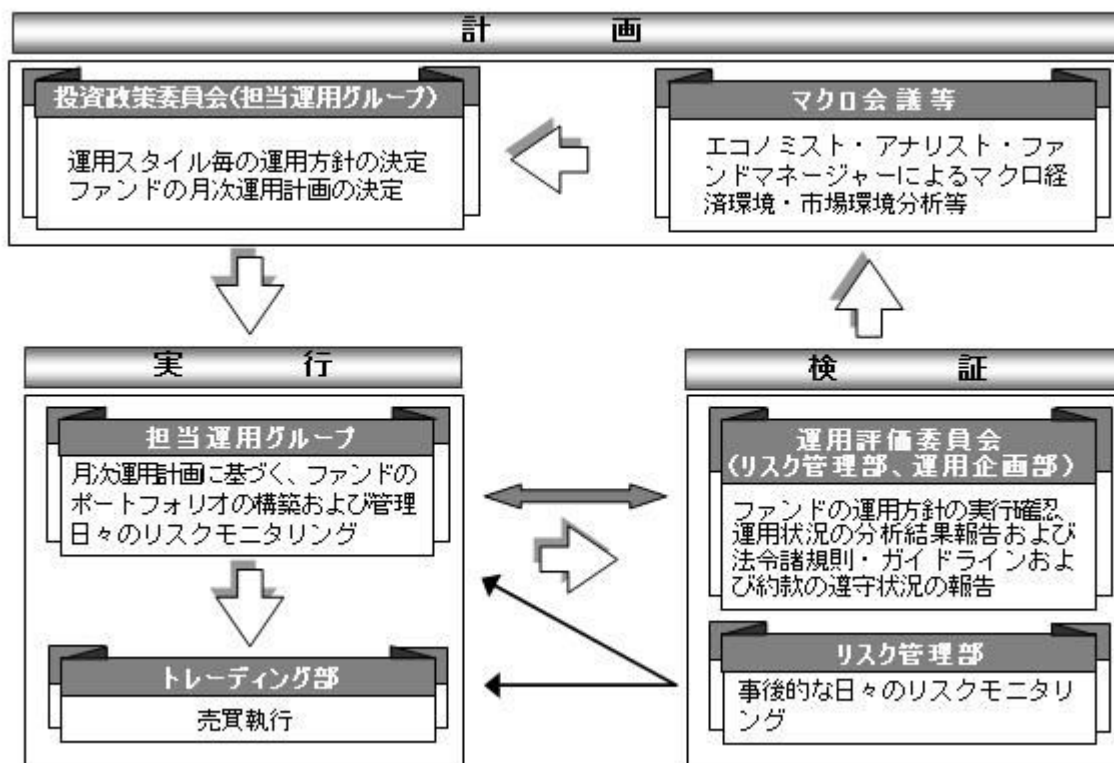 計画
投資政策委員会(担当運用グループ)
運用スタイル毎の運用方針の決定
ファンドの月次運用計画の決定
マクロ会議等
エコノミスト・アナリスト・ファ
ンドマネージャーによるマクロ経
済環境・市場環境分析等
実行
担当運用グループ
月次運用計画に基づく、ファンドの
ポートフォリオの構築および管理
日々のリスクモニタリング
トレーディング部
売買執行
検証
運用評価委員会
(リスク管理部、運用企画部)
ファンドの運用方針の実行確認、
運用状況の分析結果報告および
法令諸規則・ガイドラインおよ
び約款の遵守状況の報告
リスク管理部
事後的な日々のリスクモニタリ
ング